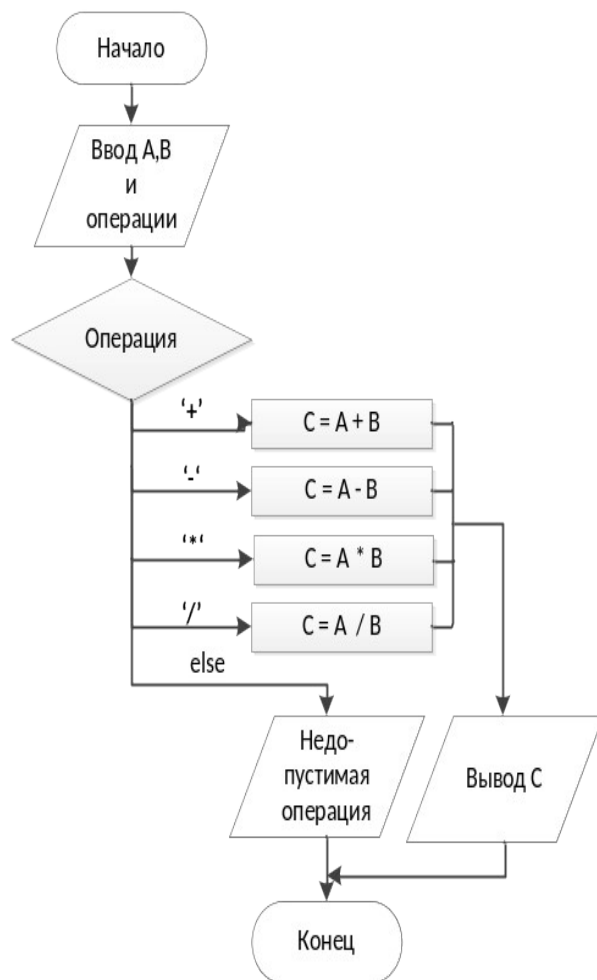 Начало
Ввод A,B
и
операции
Операция
‘+’
C = A + B
‘-‘
C = A - B
‘*‘
C = A * B
‘/’
C = A / B
else
Недо-
пустимая
операция
Вывод C
Конец